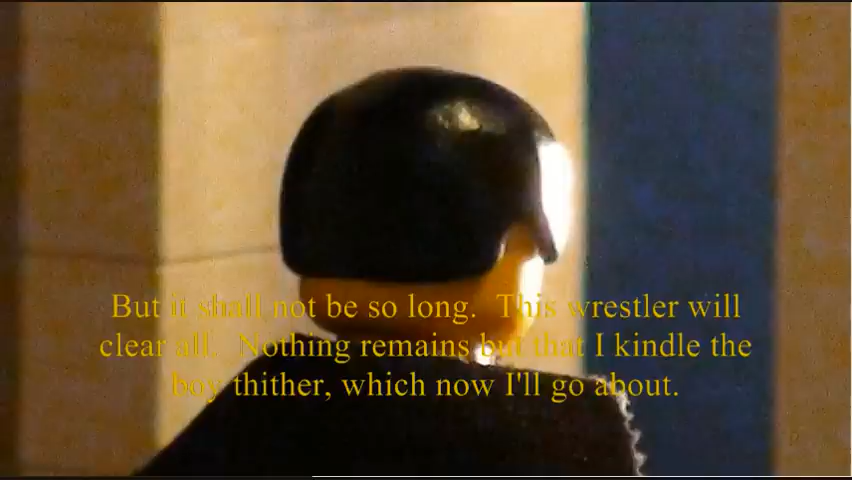 But it shall not be so long.  This wrestler will
clear all.  Nothing remains but that I kindle the
boy thither, which now I'll go about.